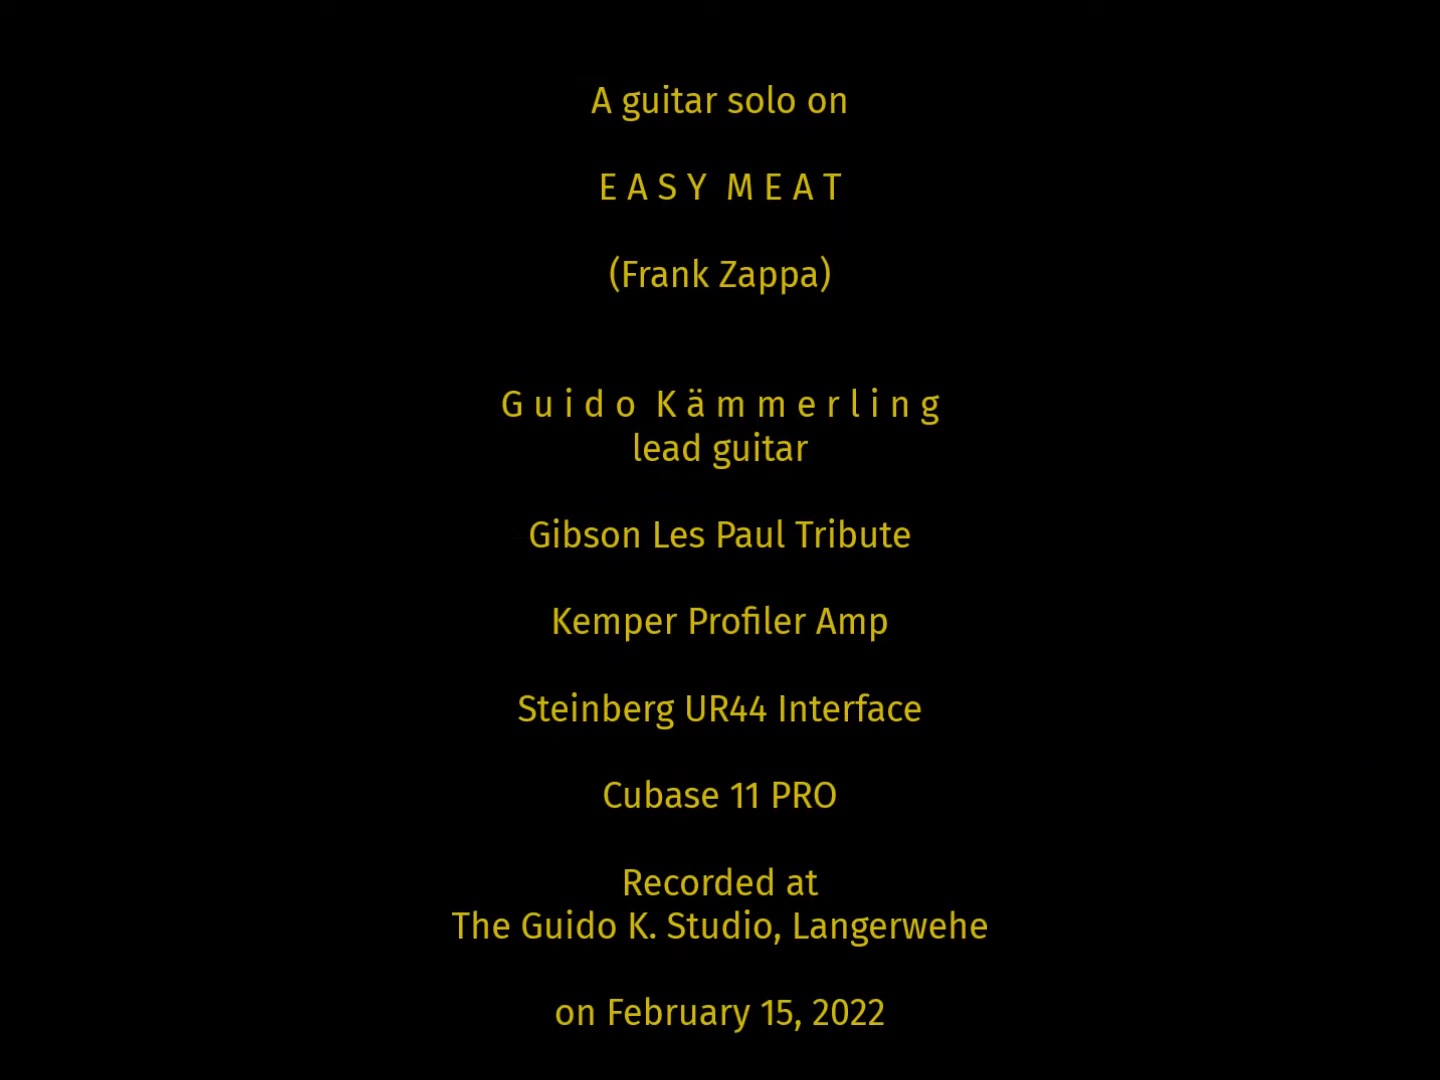 A guitar solo on
E A S Y  M E A T
(Frank Zappa)
G u i d o  K ä m m e r l i n g
lead guitar
Gibson Les Paul Tribute
Kemper Profiler Amp
Steinberg UR44 Interface
Cubase 11 PRO
Recorded at
The Guido K. Studio, Langerwehe
on February 15, 2022